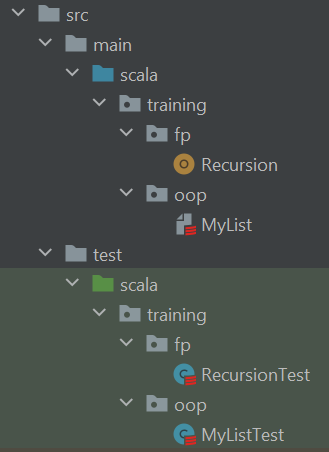 src
main
scala
training
fp
Recursion
oop
MyList
test
scala
training
fp
RecursionTest
oop
MyListTest